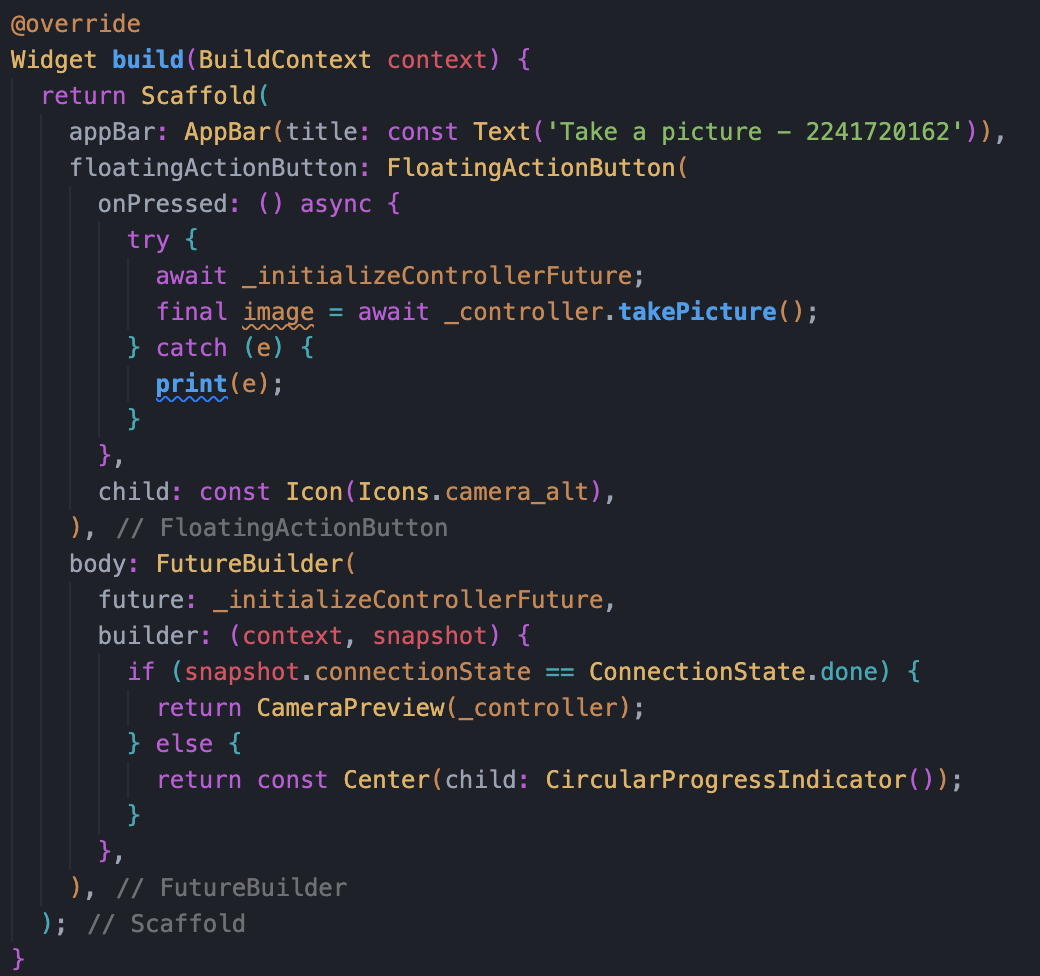 @override
Widget build(BuildContext context) {
  return Scaffold(
    appBar: AppBar(title: const Text('Take a picture - 2241720162')),
    floatingActionButton: FloatingActionButton(
      onPressed: () async {
        try {
          await _initializeControllerFuture;
          final image = await _controller.takePicture();
        } catch (e) {
          print(e);
        }
      },
      child: const Icon(Icons.camera_alt),
    ), // FloatingActionButton
    body: FutureBuilder(
      future: _initializeControllerFuture,
      builder: (context, snapshot) {
        if (snapshot.connectionState == ConnectionState.done) {
          return CameraPreview(_controller);
        } else {
          return const Center(child: CircularProgressIndicator());
        }
      },
    ), // FutureBuilder
  ); // Scaffold
}